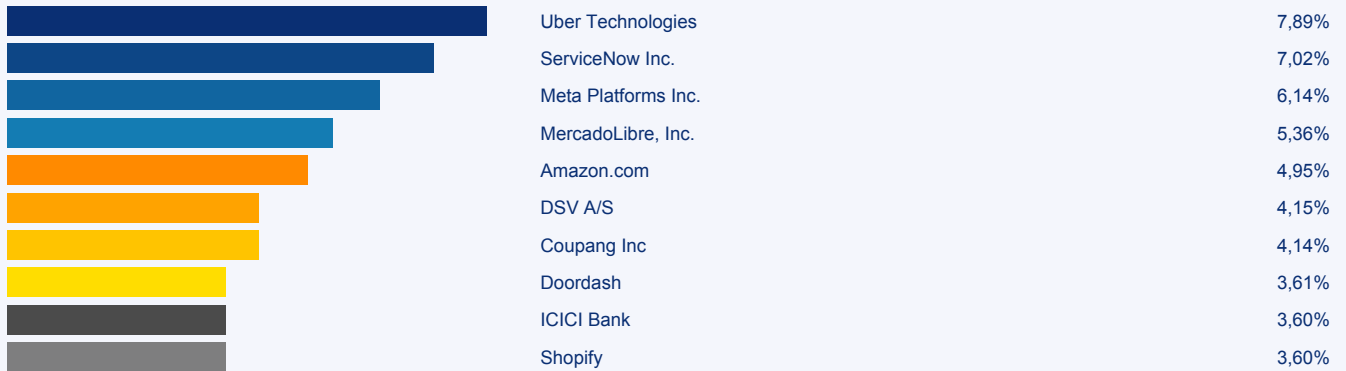 Uber Technologies 7,89%
ServiceNow Inc. 7,02%
Meta Platforms Inc. 6,14%
MercadoLibre, Inc. 5,36%
Amazon.com 4,95%
DSV A/S 4,15%
Coupang Inc 4,14%
Doordash 3,61%
ICICI Bank 3,60%
Shopify 3,60%